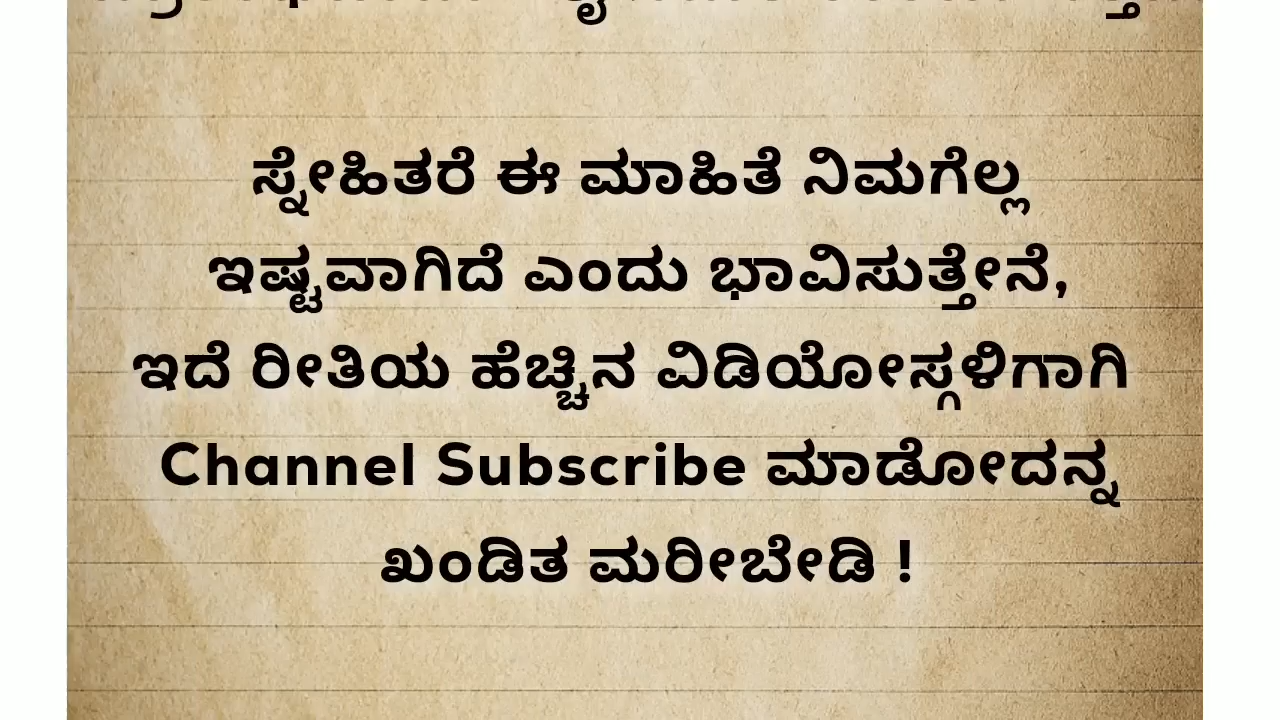 ಸ್ನೇಹಿತರೆ ಈ ಮಾಹಿತೆ ನಿಮಗೆಲ್ಲ
ಇಷ್ಟವಾಗಿದೆ ಎಂದು ಭಾವಿಸುತ್ತೇನೆ,
ಇದೆ ರೀತಿಯ ಹೆಚ್ಚಿನ ವಿಡಿಯೋಸ್ಗಳಿಗಾಗಿ
Channel Subscribe ಮಾಡೋದನ್ನ
ಖಂಡಿತ ಮರೀಬೇಡಿ !